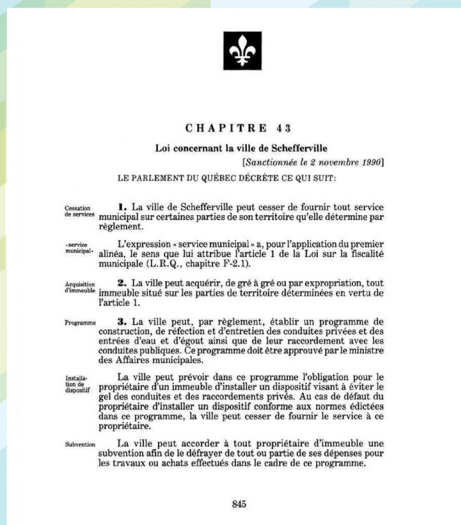 CHAPITRE 43
Loi concernant la ville de Schefferville
[Sanctionnée le 2 novembre 1990]
LE PARLEMENT DU QUÉBEC DÉCRÈTE CE QUI SUIT:
Cessation de services
1. La ville de Schefferville peut cesser de fournir tout service
municipal sur certaines parties de son territoire qu'elle détermine par
règlement.
«service municipal»
L'expression « service municipal » a, pour l'application du premier
alinéa, le sens que lui attribue l'article 1 de la Loi sur la fiscalité
municipale (L.R.Q., chapitre F-2.1).
Acquisition d'immeuble
2. La ville peut acquérir, de gré à gré ou par expropriation, tout
immeuble situé sur les parties de territoire déterminées en vertu de
l'article 1.
Programme
3. La ville peut, par règlement, établir un programme de
construction, de réfection et d'entretien des conduites privées et des
entrées d'eau et d'égout ainsi que de leur raccordement avec les
conduites publiques. Ce programme doit être approuvé par le ministre
des Affaires municipales.
Installation de dispositif
La ville peut prévoir dans ce programme l'obligation pour le
propriétaire d'un immeuble d'installer un dispositif visant à éviter le
gel des conduites et des raccordements privés. Au cas de défaut du
propriétaire d'installer un dispositif conforme aux normes édictées
dans ce programme, la ville peut cesser de fournir le service à ce
propriétaire.
Subvention
La ville peut accorder à tout propriétaire d'immeuble une
subvention afin de le défrayer de tout ou partie de ses dépenses pour
les travaux ou achats effectués dans le cadre de ce programme.
845